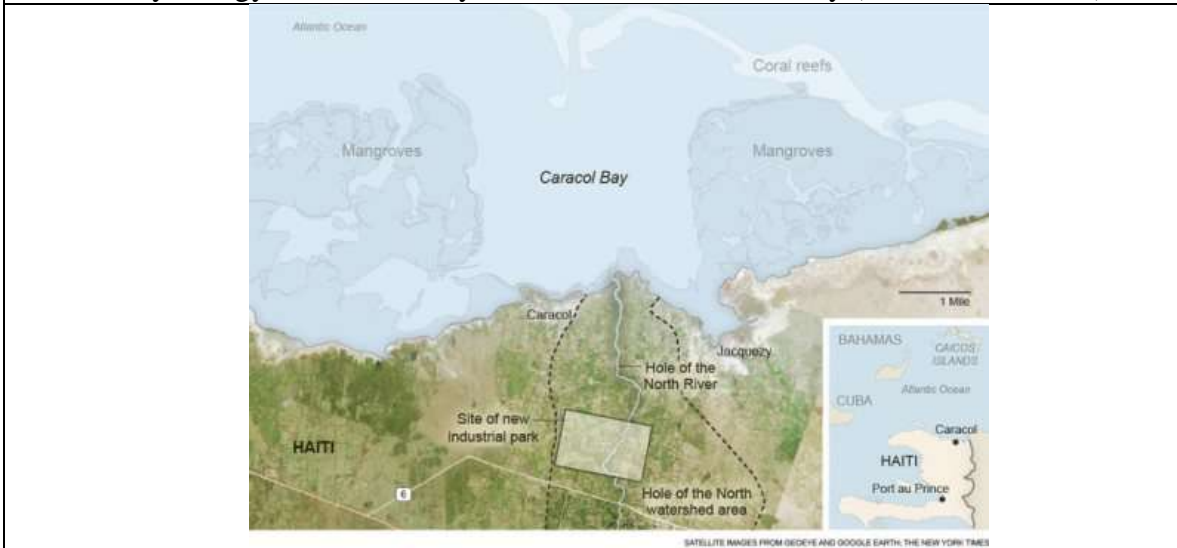 Atlantic Ocean
Coral reefs
Mangroves
Mangroves
Caracol Bay
1 Mile
Caracol
Jacquezy
Hole of the
North River
Site of new
industrial park
HAITI
6
Hole of the North
watershed area
BAHAMAS
CAICOS
ISLANDS
Atlantic Ocean
CUBA
Caracol
HAITI
Port au Prince
SATELLITE IMAGES FROM GEOEYE AND GOOGLE EARTH; THE NEW YORK TIMES